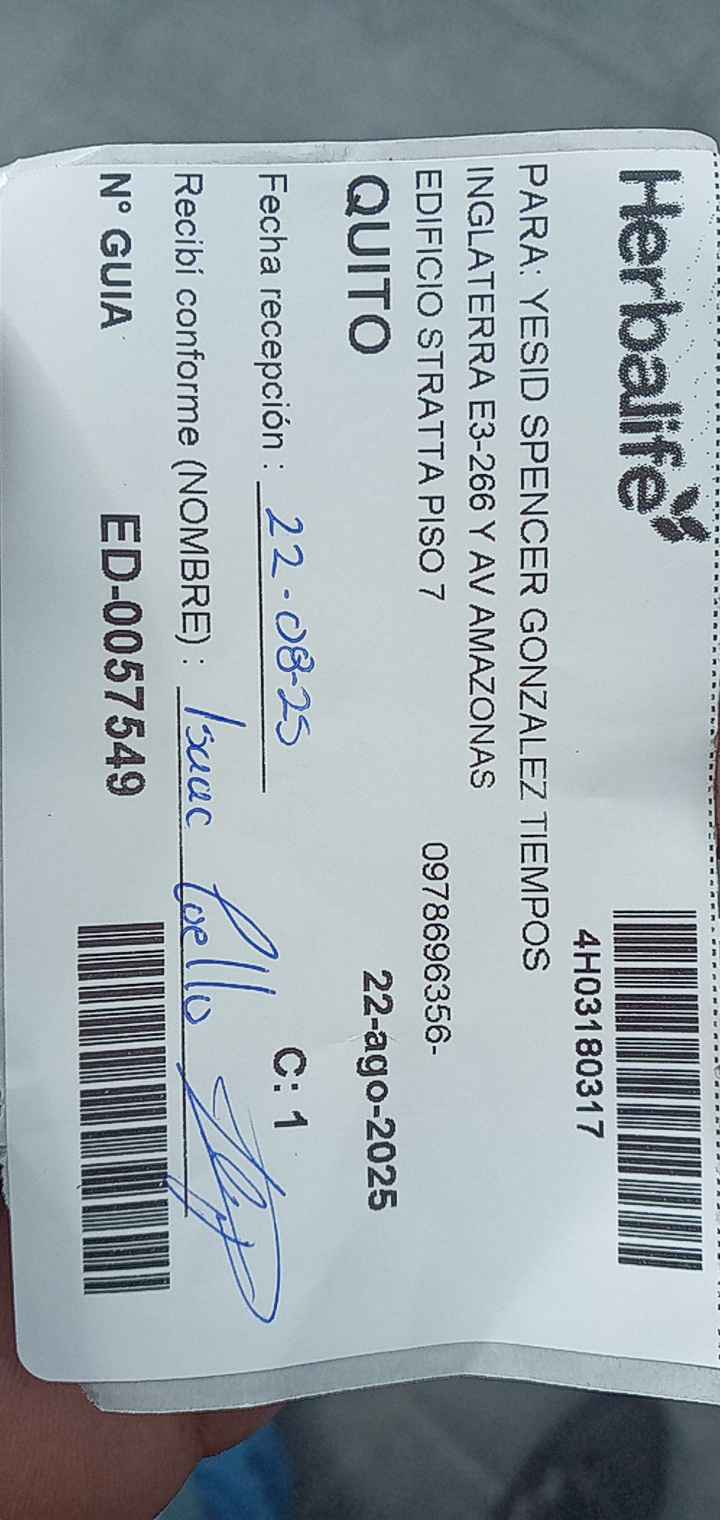 Herbalife
4H03180317
PARA: YESID SPENCER GONZALEZ TIEMPOS
INGLATERRA E3-266 Y AV AMAZONAS
EDIFICIO STRATTA PISO 7 0978696356-
QUITO 22-ago-2025
Fecha recepción : 22-08-25 C: 1
Recibí conforme (NOMBRE) : Isaac Coello
Nº GUIA ED-0057549